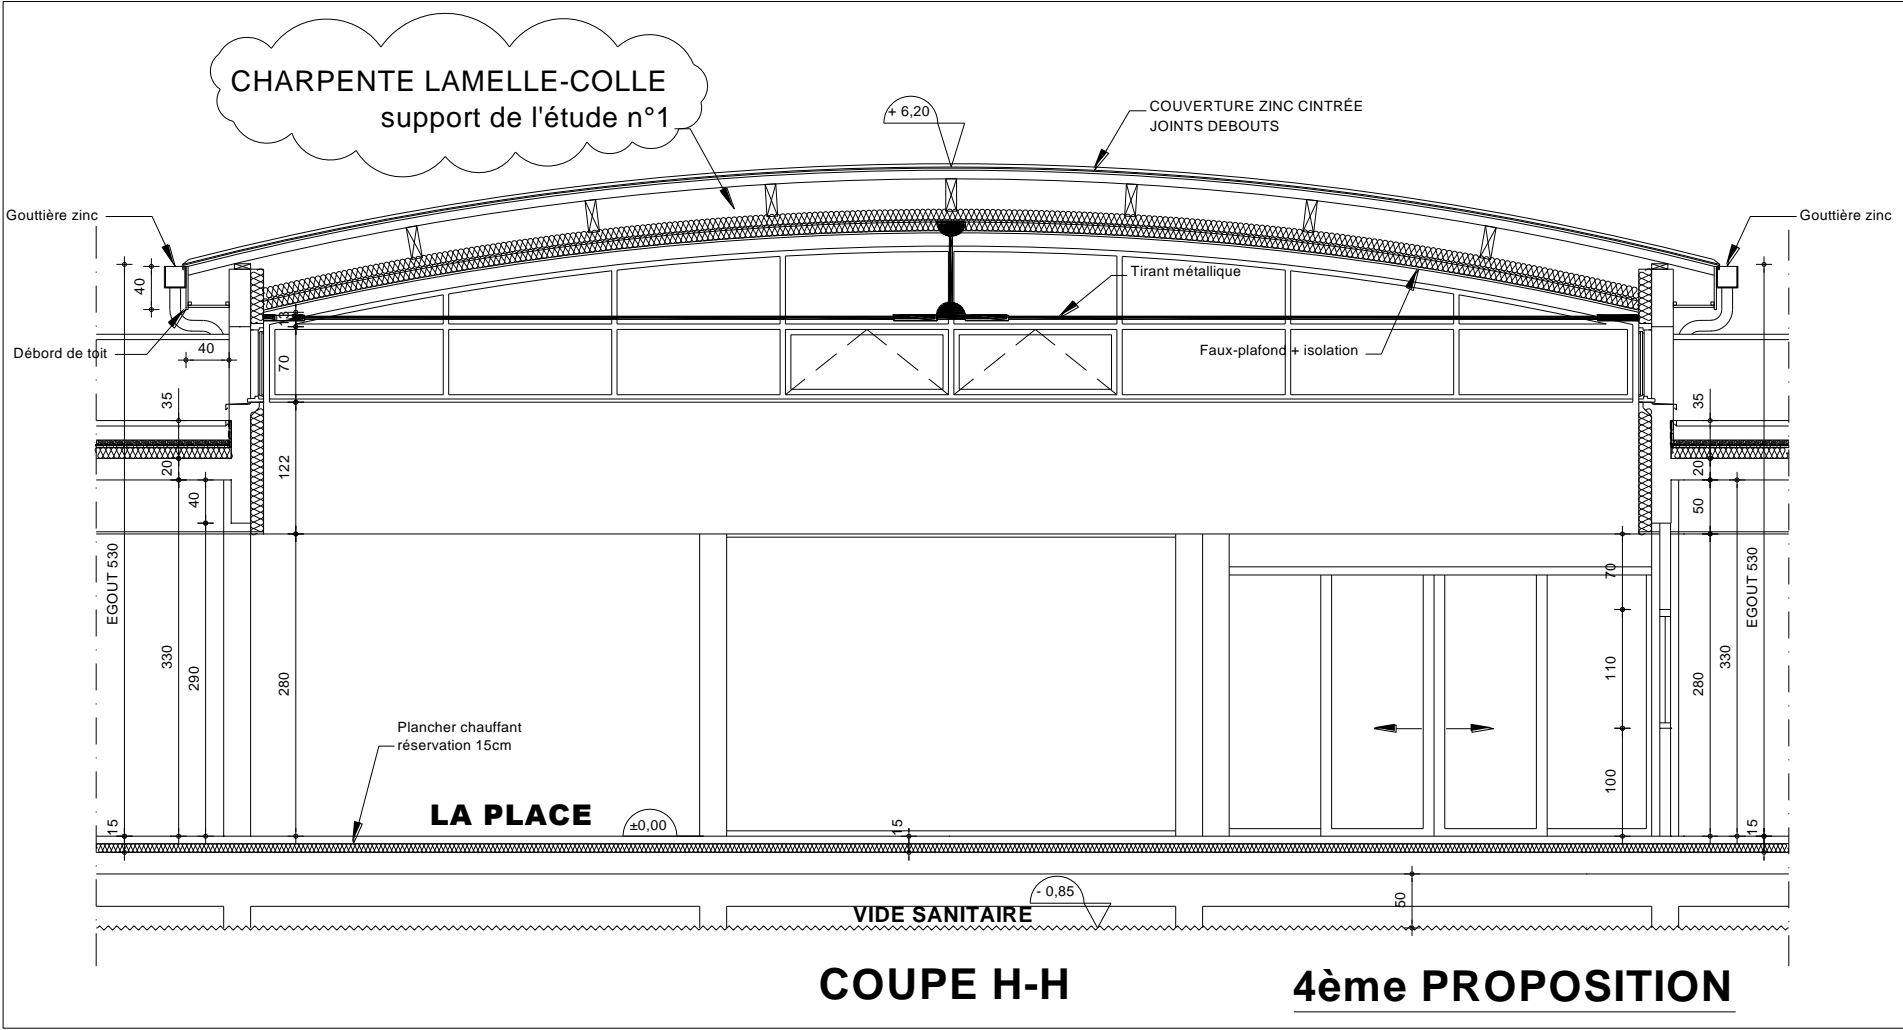 CHARPENTE LAMELLE-COLLE
support de l'étude n°1
+ 6,20
COUVERTURE ZINC CINTRÉE
JOINTS DEBOUTS
Gouttière zinc
Gouttière zinc
40
Tirant métallique
13
Débord de toit
40
70
Faux-plafond + isolation
35
35
20
122
20
40
50
EGOUT 530
70
EGOUT 530
330
290
280
110
280
330
Plancher chauffant
réservation 15cm
100
LA PLACE
±0,00
15
15
15
- 0,85
50
VIDE SANITAIRE
COUPE H-H
4ème PROPOSITION